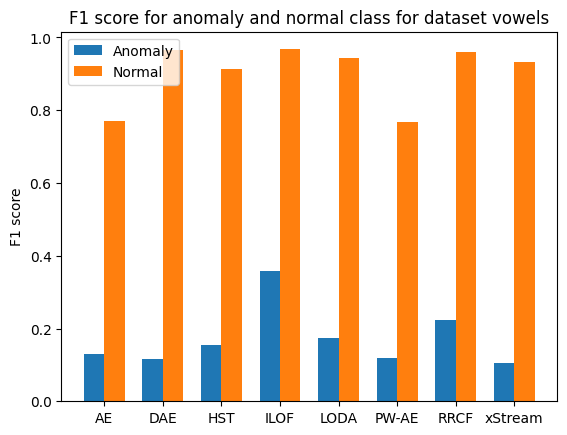 F1 score for anomaly and normal class for dataset vowels
Anomaly
Normal
F1 score
1.0
0.8
0.6
0.4
0.2
0.0
AE DAE HST ILOF LODA PW-AE RRCF xStream